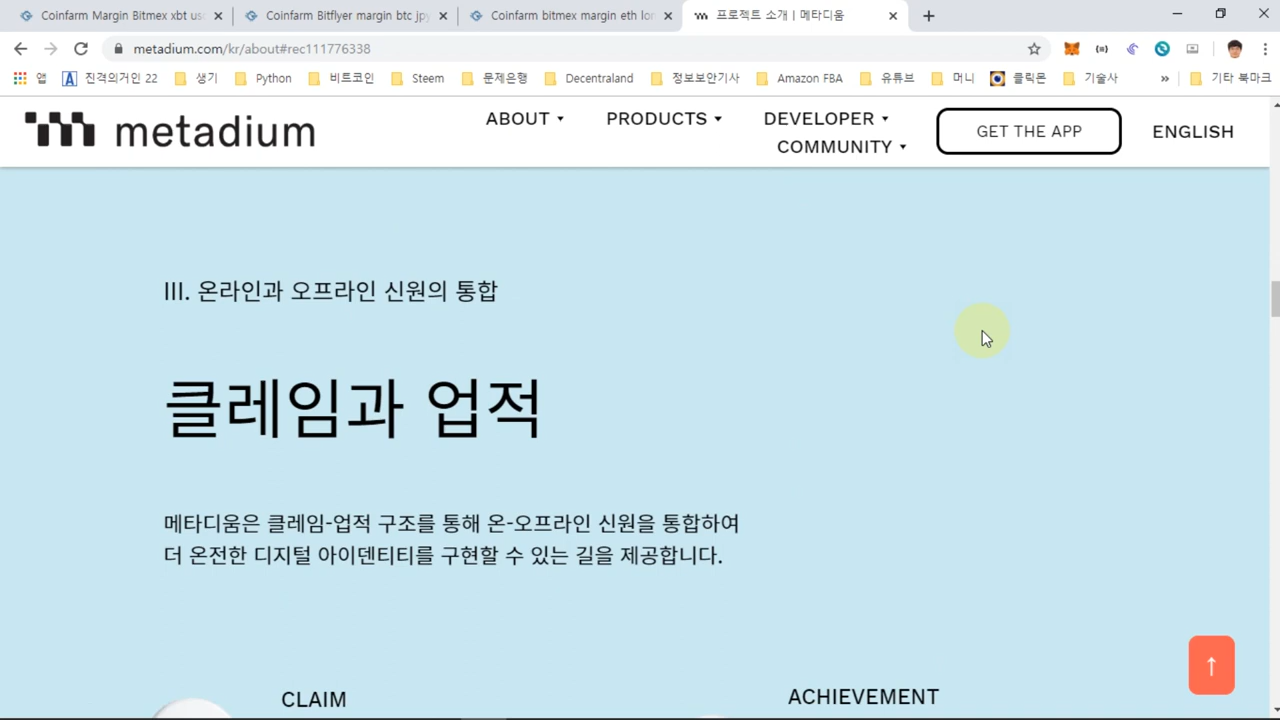 Coinfarm Margin Bitmex xbt us
Coinfarm Bitflyer margin btc jp
Coinfarm bitmex margin eth lo
프로젝트 소개 | 메타디움
metadium.com/kr/about#rec111776338
앱
진격의거인 22
생기
Python
비트코인
Steem
문제은행
Decentraland
정보보안기사
Amazon FBA
유튜브
머니
클릭몬
기술사
»
기타 북마크
metadium
ABOUT
PRODUCTS
DEVELOPER
COMMUNITY
GET THE APP
ENGLISH
III. 온라인과 오프라인 신원의 통합
클레임과 업적
메타디움은 클레임-업적 구조를 통해 온-오프라인 신원을 통합하여
더 온전한 디지털 아이덴티티를 구현할 수 있는 길을 제공합니다.
CLAIM
ACHIEVEMENT